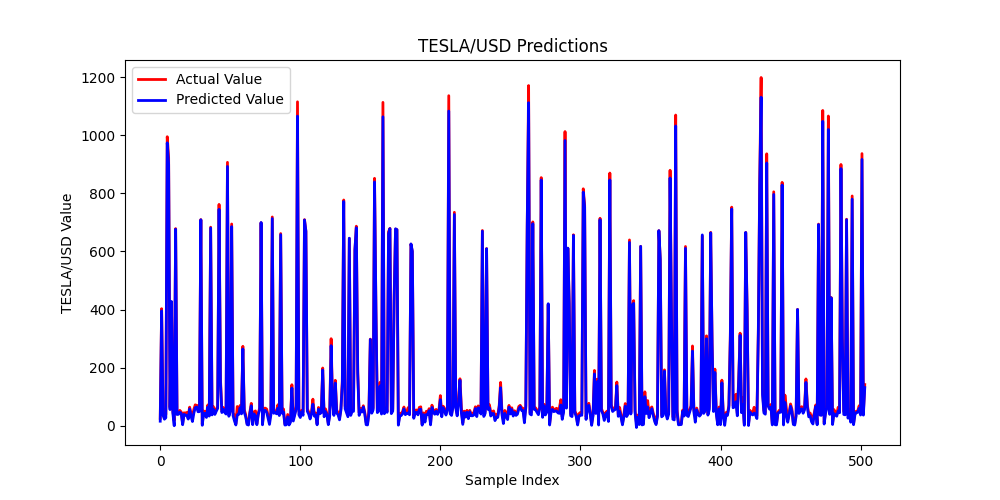 TESLA/USD Predictions
Actual Value
Predicted Value
TESLA/USD Value
1200
1000
800
600
400
200
0
0 100 200 300 400 500
Sample Index